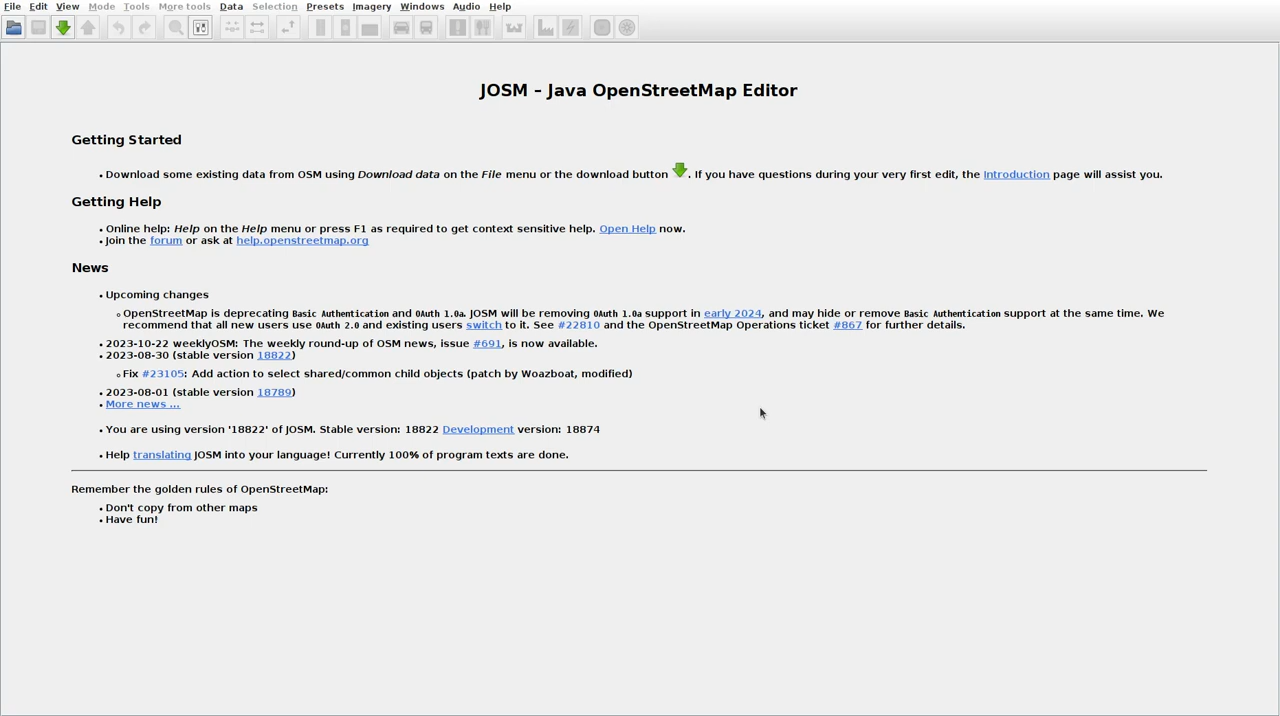 File Edit View Mode Tools More tools Data Selection Presets Imagery Windows Audio Help
JOSM – Java OpenStreetMap Editor
Getting Started
• Download some existing data from OSM using Download data on the File menu or the download button . If you have questions during your very first edit, the Introduction page will assist you.
Getting Help
• Online help: Help on the Help menu or press F1 as required to get context sensitive help. Open Help now.
• Join the forum or ask at help.openstreetmap.org
News
• Upcoming changes
◦ OpenStreetMap is deprecating Basic Authentication and OAuth 1.0a. JOSM will be removing OAuth 1.0a support in early 2024, and may hide or remove Basic Authentication support at the same time. We
recommend that all new users use OAuth 2.0 and existing users switch to it. See #22810 and the OpenStreetMap Operations ticket #867 for further details.
• 2023-10-22 weeklyOSM: The weekly round-up of OSM news, issue #691, is now available.
• 2023-08-30 (stable version 18822)
◦ Fix #23105: Add action to select shared/common child objects (patch by Woazboat, modified)
• 2023-08-01 (stable version 18789)
• More news ...
• You are using version '18822' of JOSM. Stable version: 18822 Development version: 18874
• Help translating JOSM into your language! Currently 100% of program texts are done.
Remember the golden rules of OpenStreetMap:
• Don't copy from other maps
• Have fun!